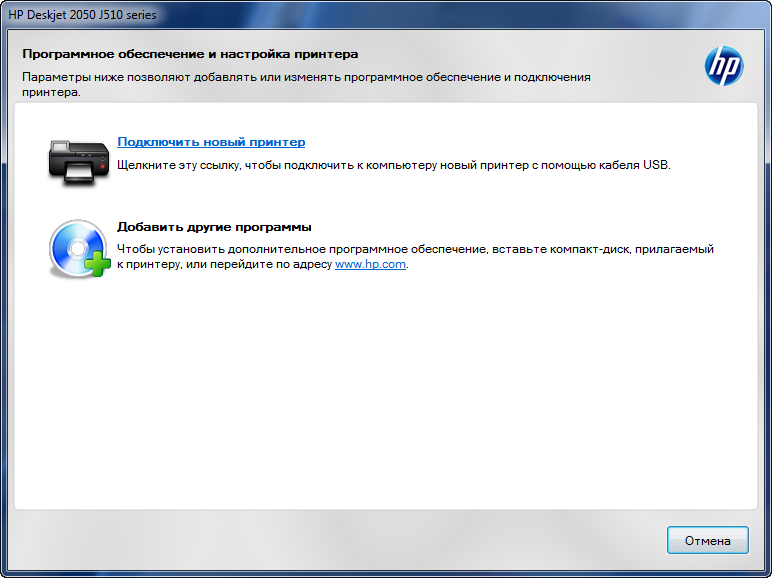 HP Deskjet 2050 J510 series
Программное обеспечение и настройка принтера
Параметры ниже позволяют добавлять или изменять программное обеспечение и подключения
принтера.
hp
Подключить новый принтер
Щелкните эту ссылку, чтобы подключить к компьютеру новый принтер с помощью кабеля USB.
Добавить другие программы
Чтобы установить дополнительное программное обеспечение, вставьте компакт-диск, прилагаемый
к принтеру, или перейдите по адресу www.hp.com.
Отмена